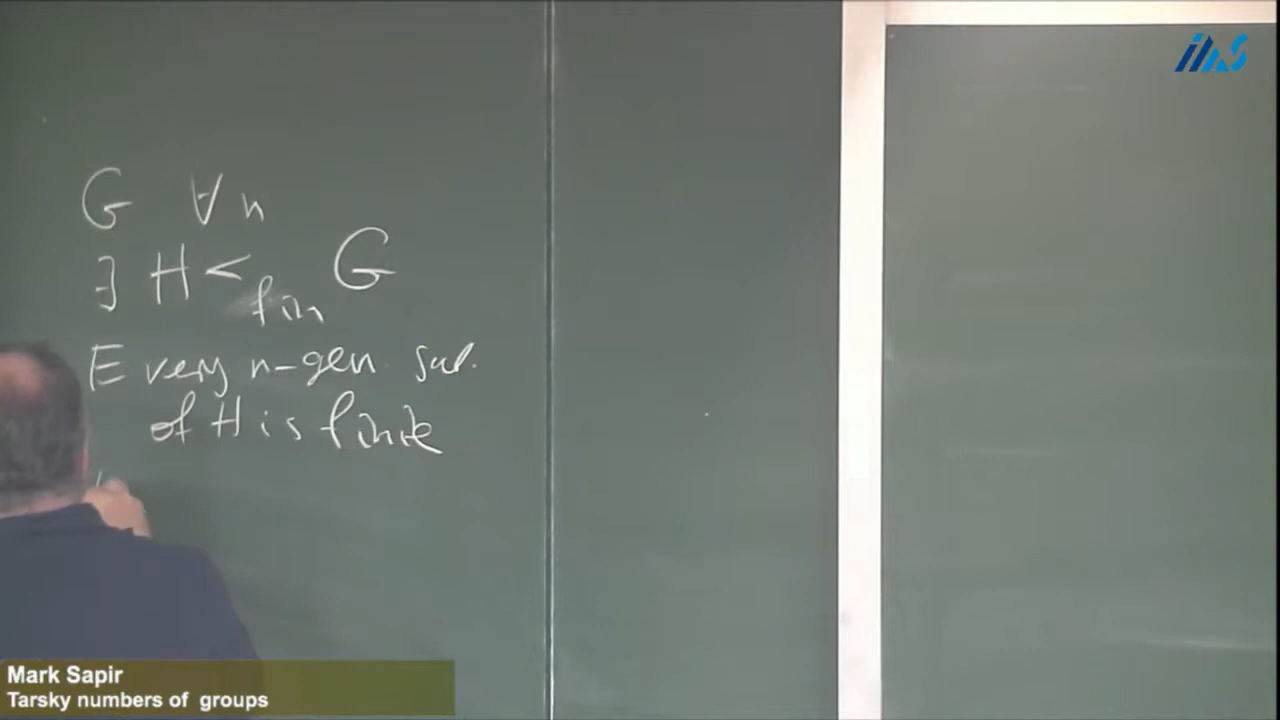 G ∀n
∃ H <fin G
Every n-gen. sub.
of H is finite
Mark Sapir
Tarsky numbers of groups